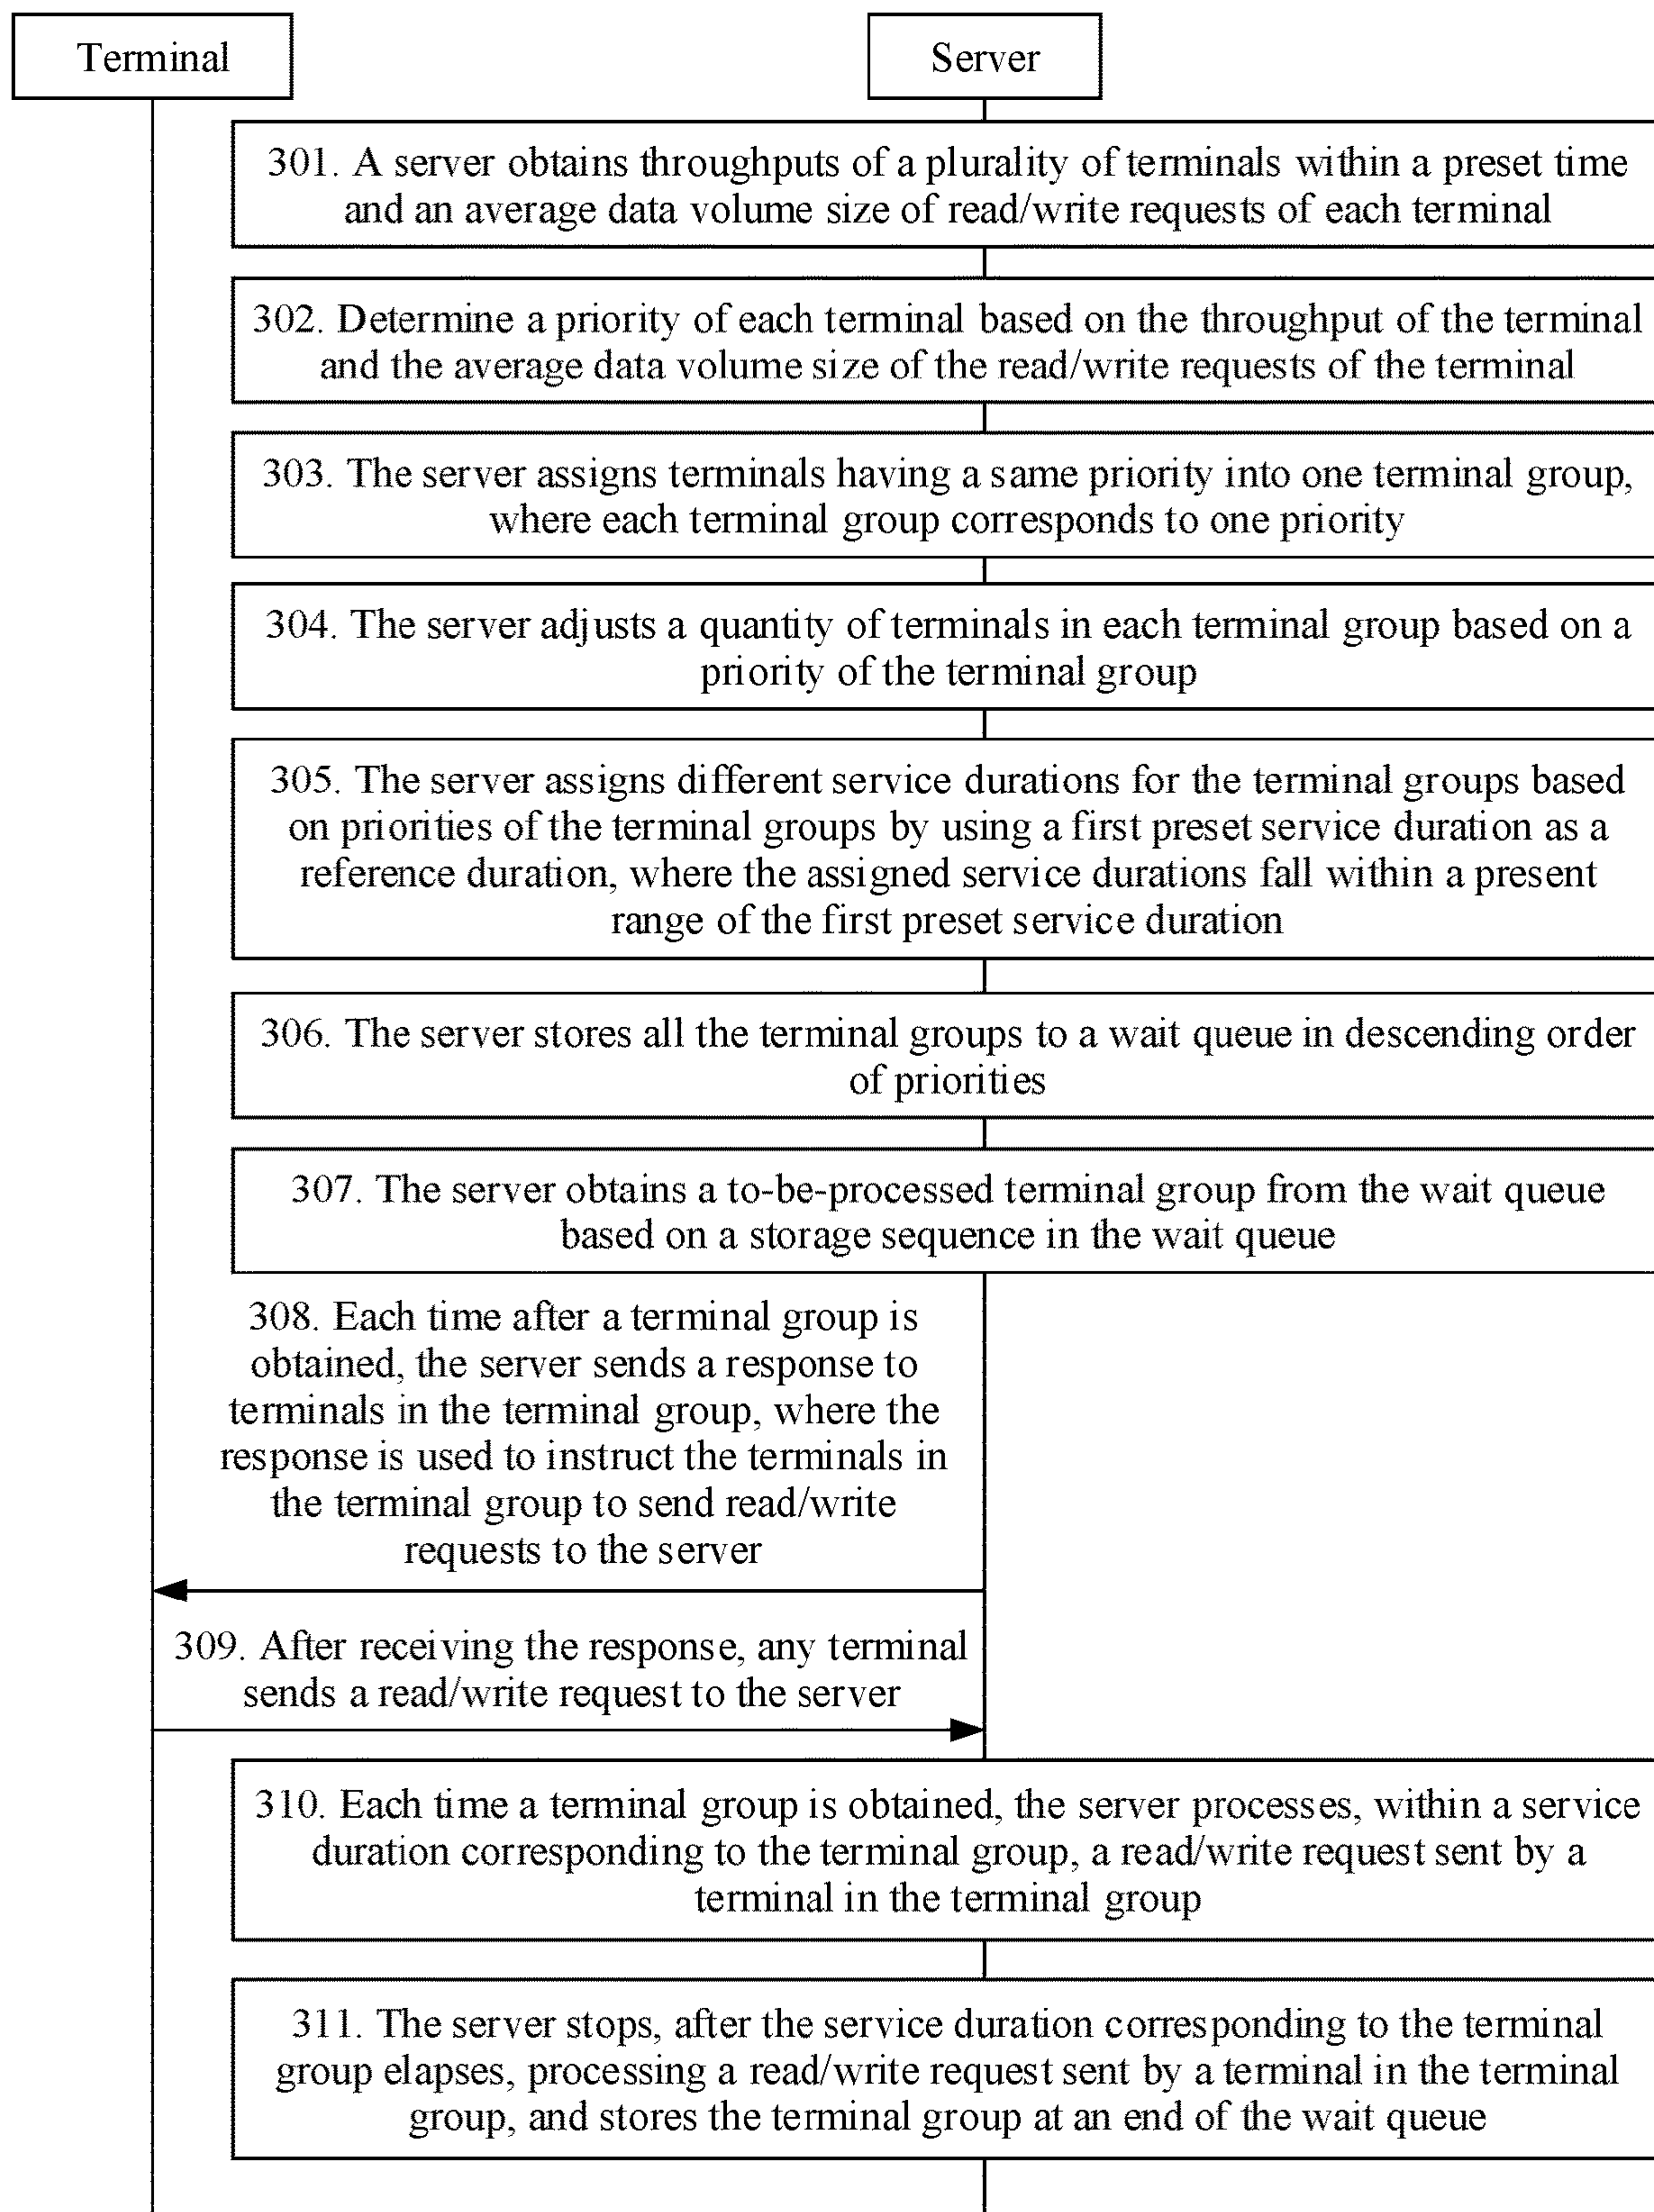 Terminal
Server
301. A server obtains throughputs of a plurality of terminals within a preset time
and an average data volume size of read/write requests of each terminal
302. Determine a priority of each terminal based on the throughput of the terminal
and the average data volume size of the read/write requests of the terminal
303. The server assigns terminals having a same priority into one terminal group,
where each terminal group corresponds to one priority
304. The server adjusts a quantity of terminals in each terminal group based on a
priority of the terminal group
305. The server assigns different service durations for the terminal groups based
on priorities of the terminal groups by using a first preset service duration as a
reference duration, where the assigned service durations fall within a present
range of the first preset service duration
306. The server stores all the terminal groups to a wait queue in descending order
of priorities
307. The server obtains a to-be-processed terminal group from the wait queue
based on a storage sequence in the wait queue
308. Each time after a terminal group is
obtained, the server sends a response to
terminals in the terminal group, where the
response is used to instruct the terminals in
the terminal group to send read/write
requests to the server
309. After receiving the response, any terminal
sends a read/write request to the server
310. Each time a terminal group is obtained, the server processes, within a service
duration corresponding to the terminal group, a read/write request sent by a
terminal in the terminal group
311. The server stops, after the service duration corresponding to the terminal
group elapses, processing a read/write request sent by a terminal in the terminal
group, and stores the terminal group at an end of the wait queue